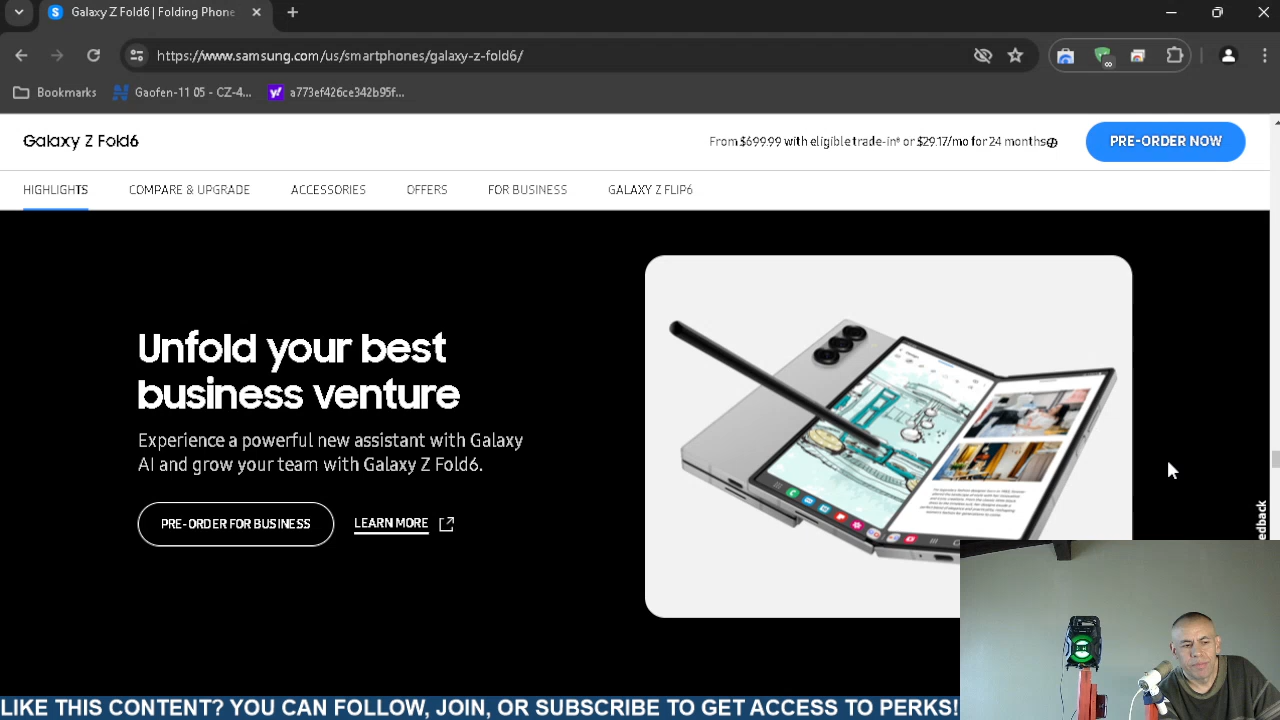 Galaxy Z Fold6 | Folding Phone
https://www.samsung.com/us/smartphones/galaxy-z-fold6/
Bookmarks
Gaofen-11 05 - CZ-4...
a773ef426ce342b95f...
Galaxy Z Fold6
From $699.99 with eligible trade-in⁶ or $29.17/mo for 24 months
PRE-ORDER NOW
HIGHLIGHTS
COMPARE & UPGRADE
ACCESSORIES
OFFERS
FOR BUSINESS
GALAXY Z FLIP6
Unfold your best
business venture
Experience a powerful new assistant with Galaxy
AI and grow your team with Galaxy Z Fold6.
PRE-ORDER FOR BUSINESS
LEARN MORE
LIKE THIS CONTENT? YOU CAN FOLLOW, JOIN, OR SUBSCRIBE TO GET ACCESS TO PERKS!